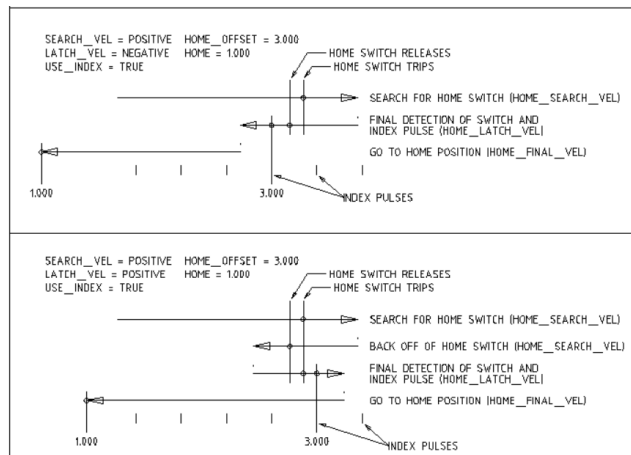 SEARCH_VEL = POSITIVE HOME_OFFSET = 3.000
LATCH_VEL = NEGATIVE HOME = 1.000
USE_INDEX = TRUE
HOME SWITCH RELEASES
HOME SWITCH TRIPS
SEARCH FOR HOME SWITCH (HOME_SEARCH_VEL)
FINAL DETECTION OF SWITCH AND
INDEX PULSE (HOME_LATCH_VEL)
GO TO HOME POSITION (HOME_FINAL_VEL)
1.000
3.000
INDEX PULSES
SEARCH_VEL = POSITIVE HOME_OFFSET = 3.000
LATCH_VEL = POSITIVE HOME = 1.000
USE_INDEX = TRUE
HOME SWITCH RELEASES
HOME SWITCH TRIPS
SEARCH FOR HOME SWITCH (HOME_SEARCH_VEL)
BACK OFF OF HOME SWITCH (HOME_SEARCH_VEL)
FINAL DETECTION OF SWITCH AND
INDEX PULSE (HOME_LATCH_VEL)
GO TO HOME POSITION (HOME_FINAL_VEL)
1.000
3.000
INDEX PULSES